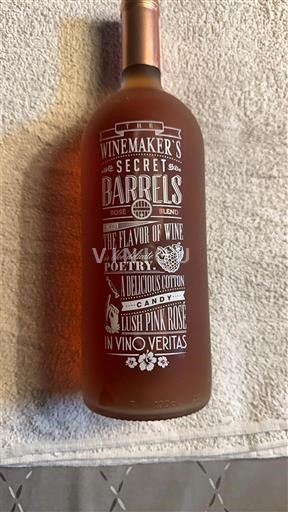 THE
WINEMAKER'S
SECRET
BARRELS
ROSÉ BLEND
THE FLAVOR OF WINE
POETRY.
A DELICIOUS COTTON
CANDY
LUSH PINK ROSÉ
IN VINO VERITAS